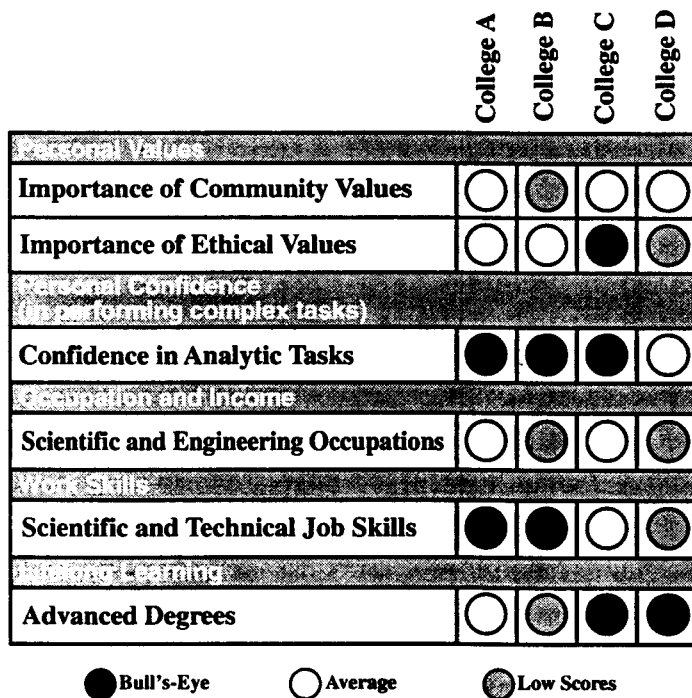 College A
College B
College C
College D
Personal Values
Importance of Community Values
Importance of Ethical Values
Personal Confidence
(in performing complex tasks)
Confidence in Analytic Tasks
Occupation and Income
Scientific and Engineering Occupations
Work Skills
Scientific and Technical Job Skills
Lifelong Learning
Advanced Degrees
Bull's-Eye Average Low Scores